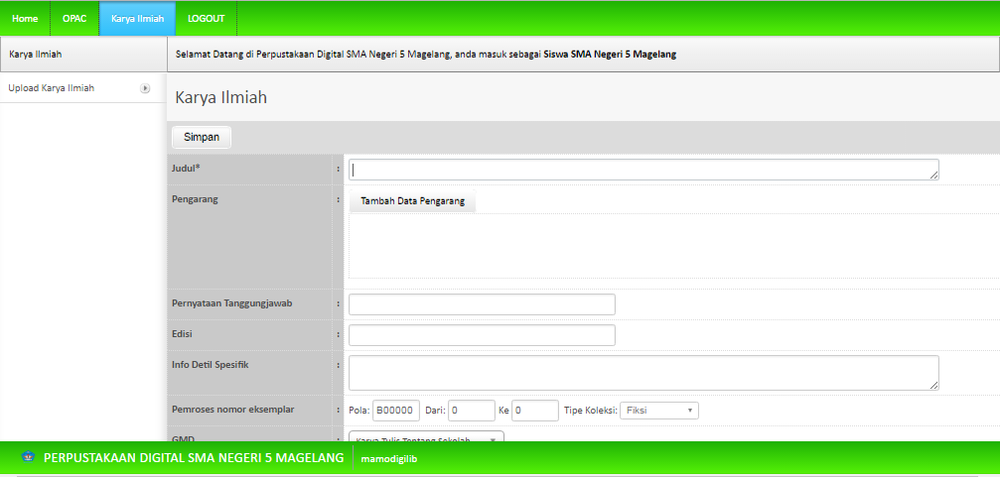 Home OPAC Karya Ilmiah LOGOUT
Karya Ilmiah
Selamat Datang di Perpustakaan Digital SMA Negeri 5 Magelang, anda masuk sebagai Siswa SMA Negeri 5 Magelang
Upload Karya Ilmiah
Karya Ilmiah
Simpan
Judul* :
Pengarang : Tambah Data Pengarang
Pernyataan Tanggungjawab :
Edisi :
Info Detil Spesifik :
Pemroses nomor eksemplar : Pola: B00000 Dari: 0 Ke 0 Tipe Koleksi: Fiksi
GMD : Karya Tulis Tentang Sekolah
PERPUSTAKAAN DIGITAL SMA NEGERI 5 MAGELANG mamodigilib